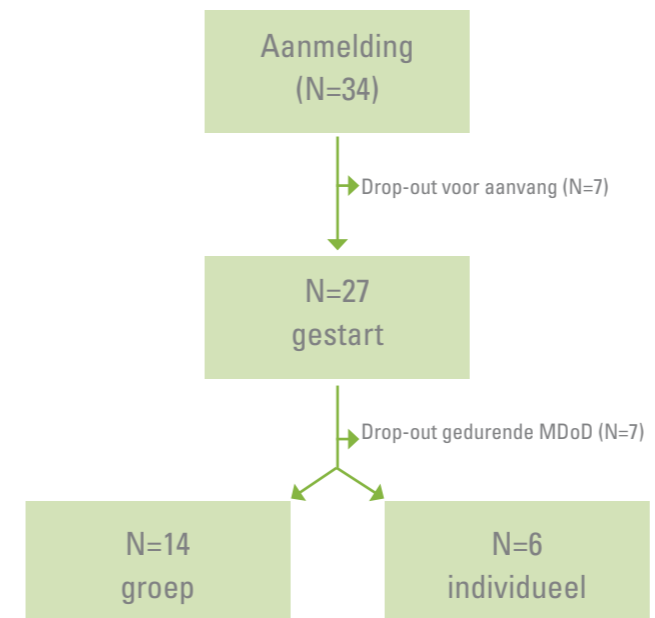 Aanmelding
(N=34)
Drop-out voor aanvang (N=7)
N=27
gestart
Drop-out gedurende MDoD (N=7)
N=14
groep
N=6
individueel